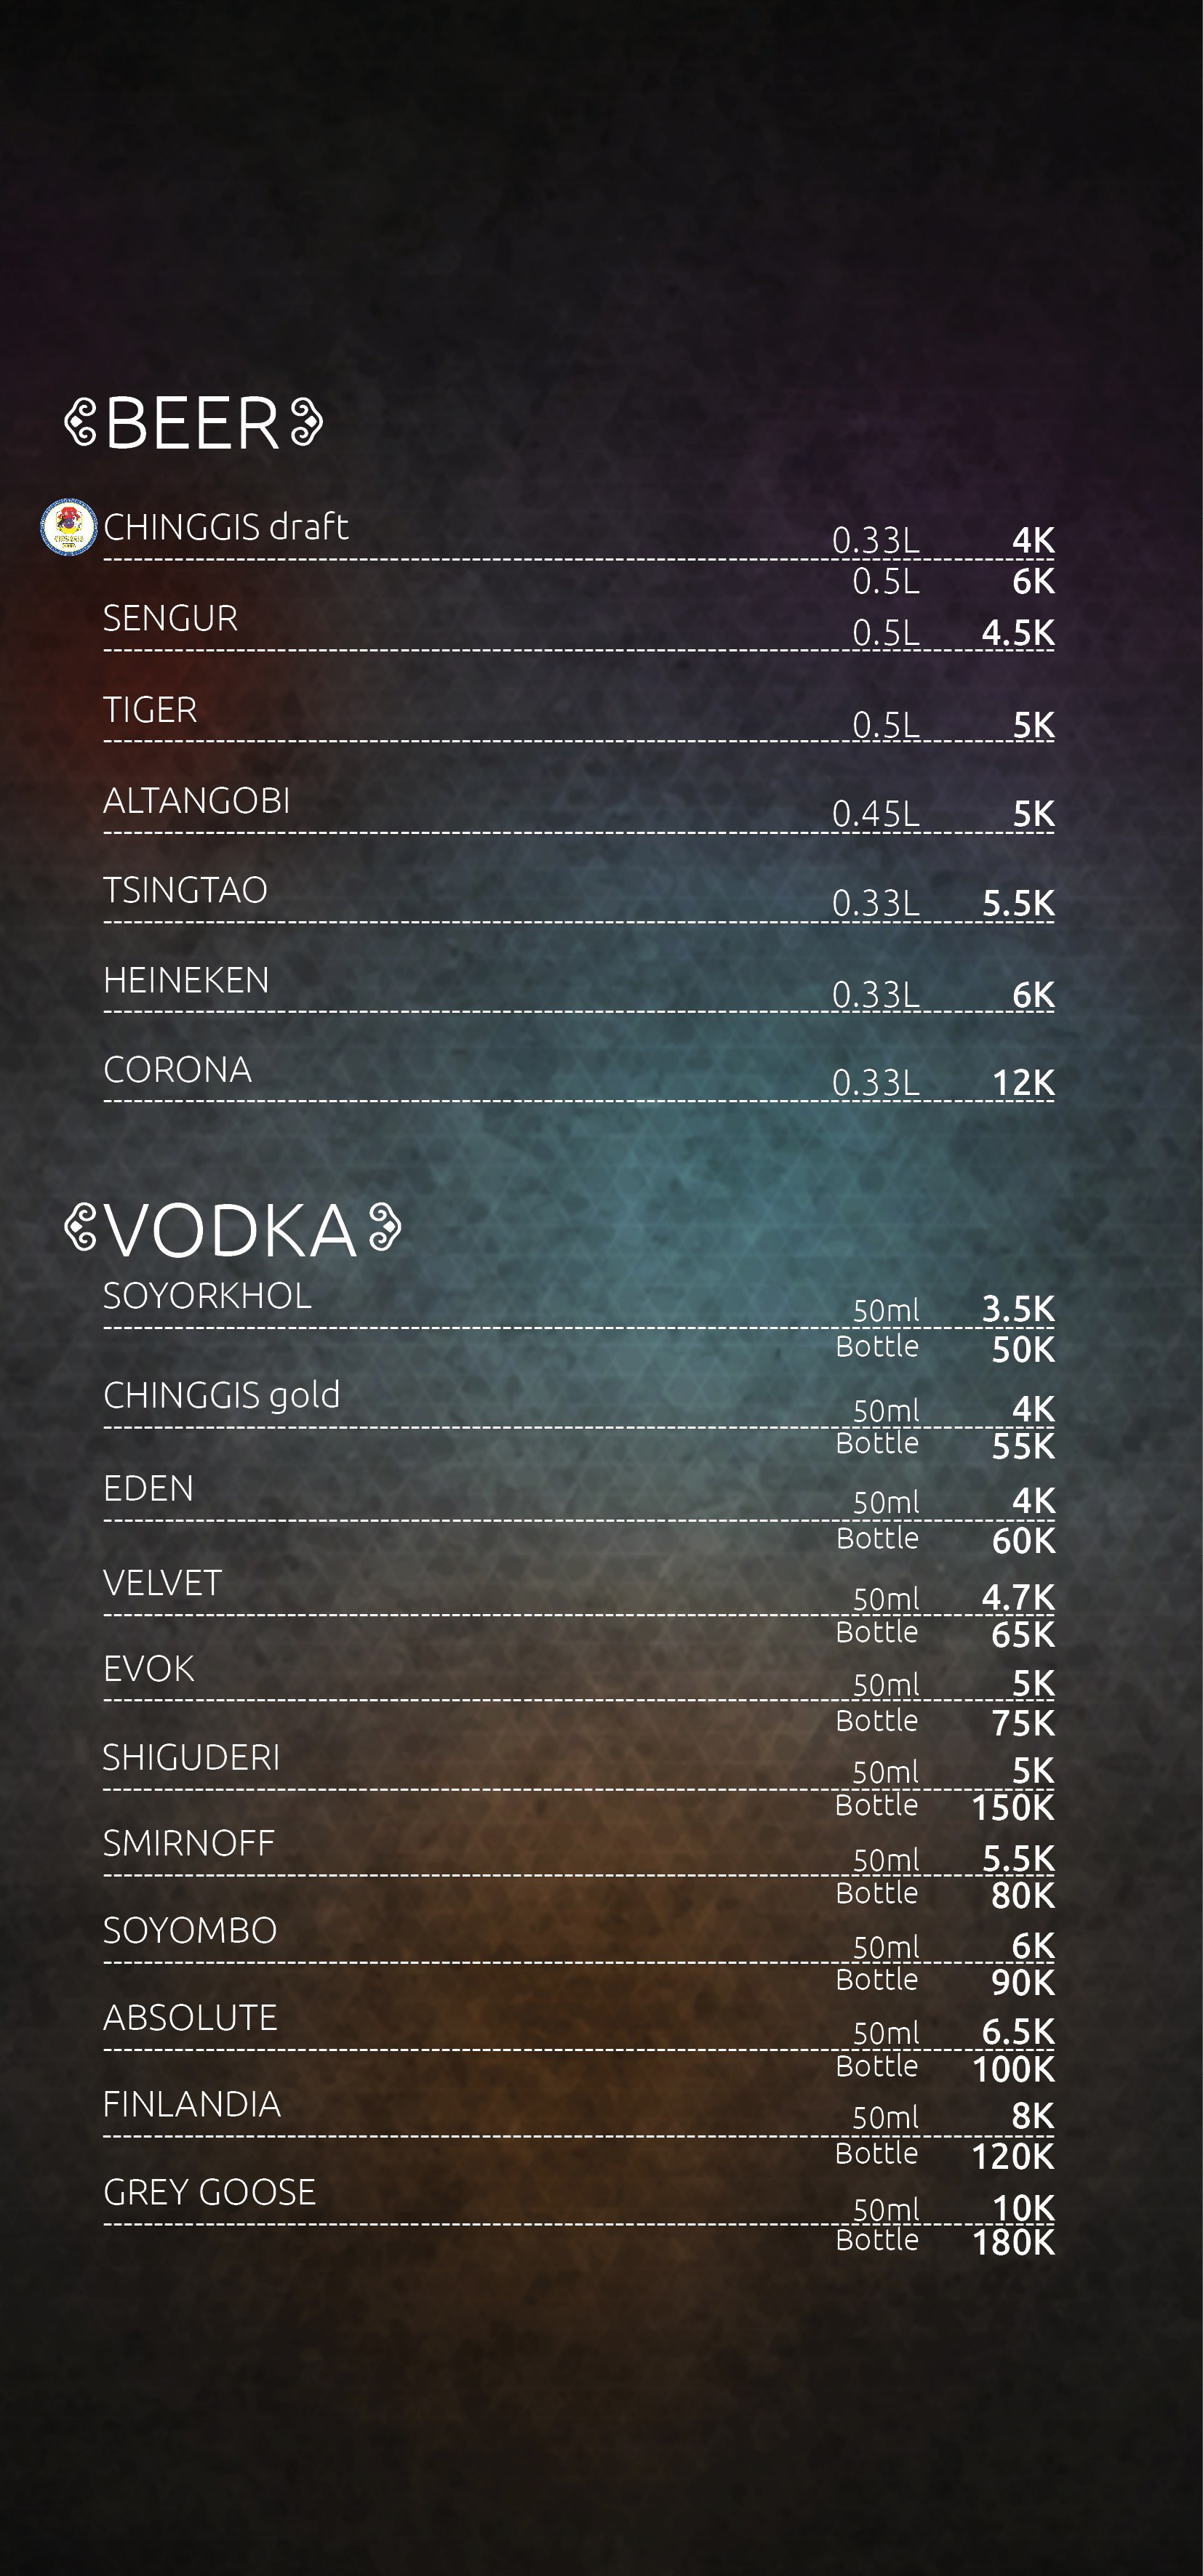 BEER
CHINGGIS draft 0.33L 4K
0.5L 6K
SENGUR 0.5L 4.5K
TIGER 0.5L 5K
ALTANGOBI 0.45L 5K
TSINGTAO 0.33L 5.5K
HEINEKEN 0.33L 6K
CORONA 0.33L 12K
VODKA
SOYORKHOL 50ml 3.5K
Bottle 50K
CHINGGIS gold 50ml 4K
Bottle 55K
EDEN 50ml 4K
Bottle 60K
VELVET 50ml 4.7K
Bottle 65K
EVOK 50ml 5K
Bottle 75K
SHIGUDERI 50ml 5K
Bottle 150K
SMIRNOFF 50ml 5.5K
Bottle 80K
SOYOMBO 50ml 6K
Bottle 90K
ABSOLUTE 50ml 6.5K
Bottle 100K
FINLANDIA 50ml 8K
Bottle 120K
GREY GOOSE 50ml 10K
Bottle 180K